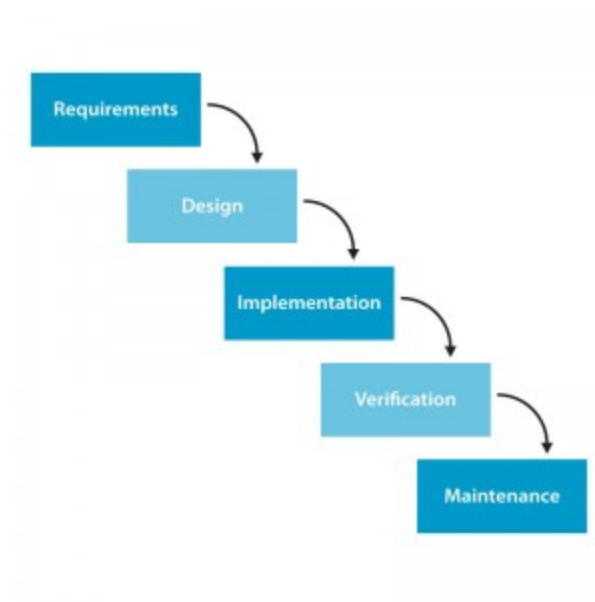 Requirements
Design
Implementation
Verification
Maintenance